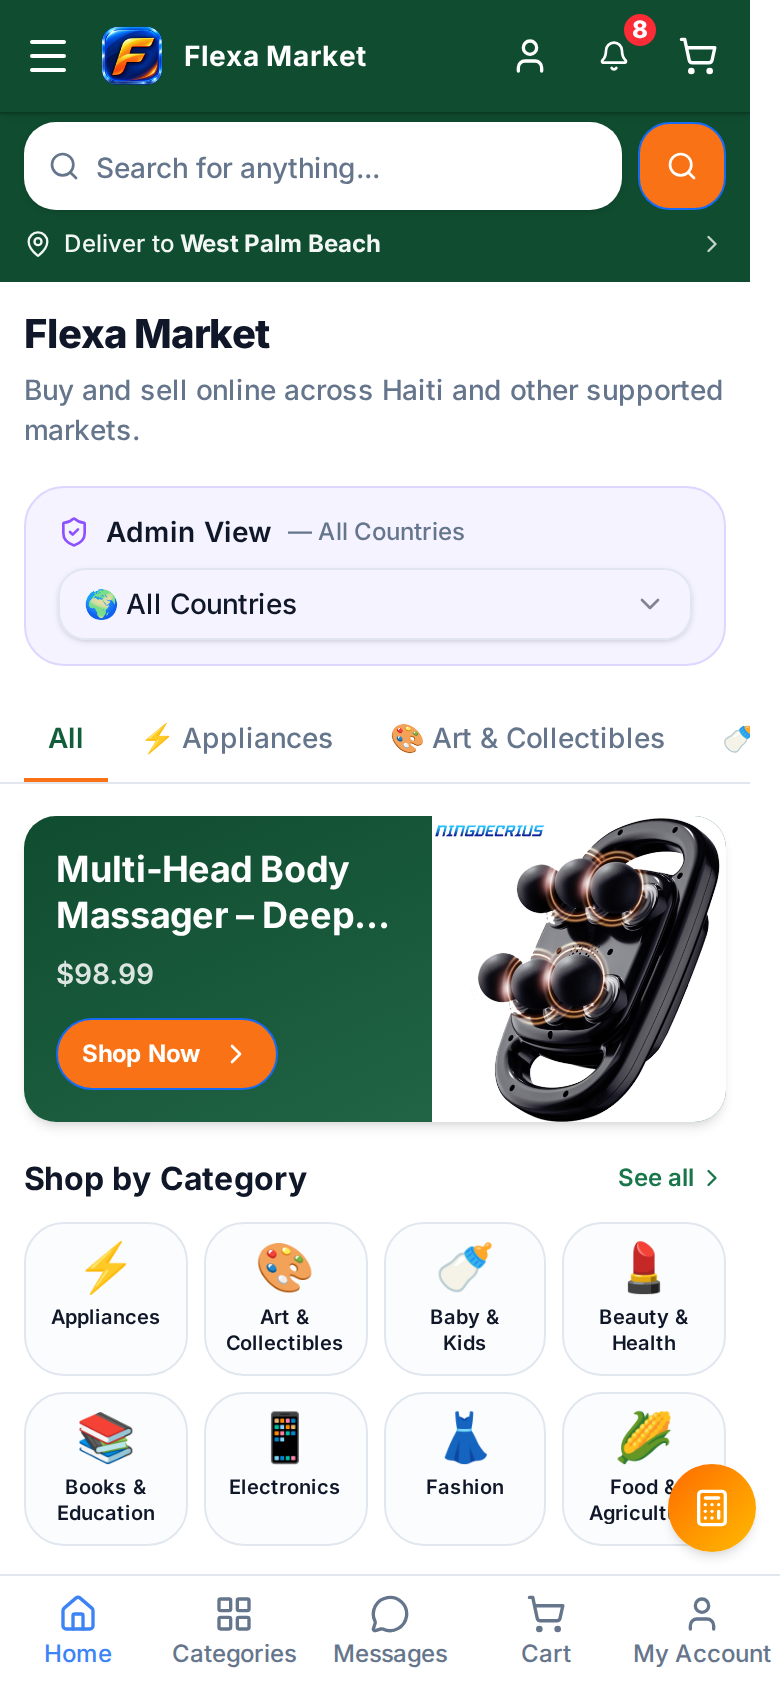 Flexa Market
8
Search for anything...
Deliver to West Palm Beach
Flexa Market
Buy and sell online across Haiti and other supported
markets.
Admin View — All Countries
All Countries
All
Appliances
Art & Collectibles
NINGDECRIUS
Multi-Head Body
Massager – Deep...
$98.99
Shop Now
Shop by Category
See all
Appliances
Art &
Collectibles
Baby &
Kids
Beauty &
Health
Books &
Education
Electronics
Fashion
Food &
Home
Categories
Messages
Cart
My Account